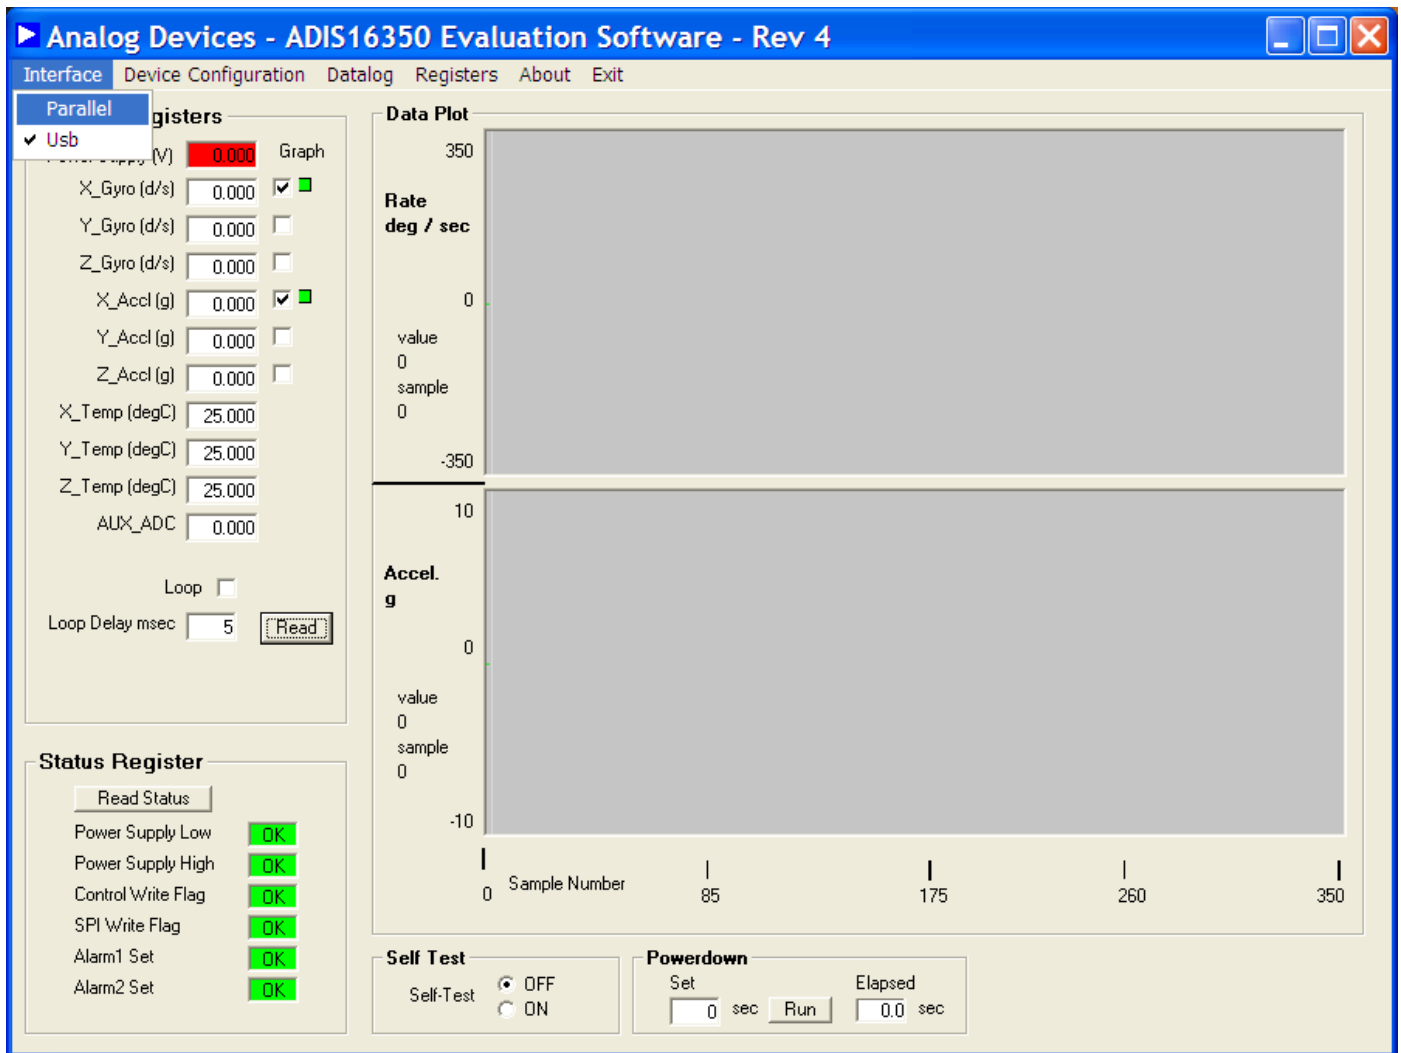 Analog Devices - ADIS16350 Evaluation Software - Rev 4
Interface Device Configuration Datalog Registers About Exit
Parallel
Usb
Data Plot
(V) 0.000 Graph
X_Gyro (d/s) 0.000
Y_Gyro (d/s) 0.000
Z_Gyro (d/s) 0.000
X_Accl (g) 0.000
Y_Accl (g) 0.000
Z_Accl (g) 0.000
X_Temp (degC) 25.000
Y_Temp (degC) 25.000
Z_Temp (degC) 25.000
AUX_ADC 0.000
Loop
Loop Delay msec 5 Read
350
Rate
deg / sec
0
value
0
sample
0
-350
10
Accel.
g
0
value
0
sample
0
-10
0 Sample Number 85 175 260 350
Status Register
Read Status
Power Supply Low OK
Power Supply High OK
Control Write Flag OK
SPI Write Flag OK
Alarm1 Set OK
Alarm2 Set OK
Self Test
Self-Test OFF
ON
Powerdown
Set Elapsed
0 sec Run 0.0 sec